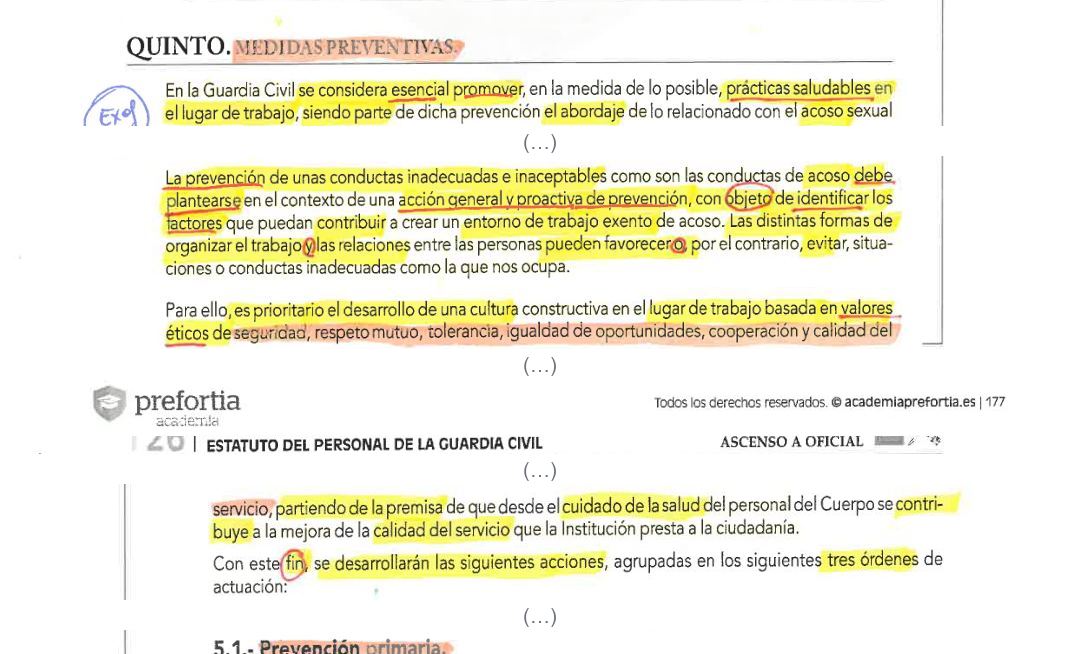 QUINTO. MEDIDAS PREVENTIVAS.
En la Guardia Civil se considera esencial promover, en la medida de lo posible, prácticas saludables en
Exa
el lugar de trabajo, siendo parte de dicha prevención el abordaje de lo relacionado con el acoso sexual
(...)
La prevención de unas conductas inadecuadas e inaceptables como son las conductas de acoso debe
plantearse en el contexto de una acción general y proactiva de prevención, con objeto de identificar los
factores que puedan contribuir a crear un entorno de trabajo exento de acoso. Las distintas formas de
organizar el trabajo y las relaciones entre las personas pueden favorecer o, por el contrario, evitar, situa-
ciones o conductas inadecuadas como la que nos ocupa.
Para ello, es prioritario el desarrollo de una cultura constructiva en el lugar de trabajo basada en valores
éticos de seguridad, respeto mutuo, tolerancia, igualdad de oportunidades, cooperación y calidad del
(...)
prefortia
academia
Todos los derechos reservados. © academiaprefortia.es | 177
126 | ESTATUTO DEL PERSONAL DE LA GUARDIA CIVIL
ASCENSO A OFICIAL
(...)
servicio, partiendo de la premisa de que desde el cuidado de la salud del personal del Cuerpo se contri-
buye a la mejora de la calidad del servicio que la Institución presta a la ciudadanía.
Con este fin, se desarrollarán las siguientes acciones, agrupadas en los siguientes tres órdenes de
actuación:
(...)
5.1.- Prevención primaria.